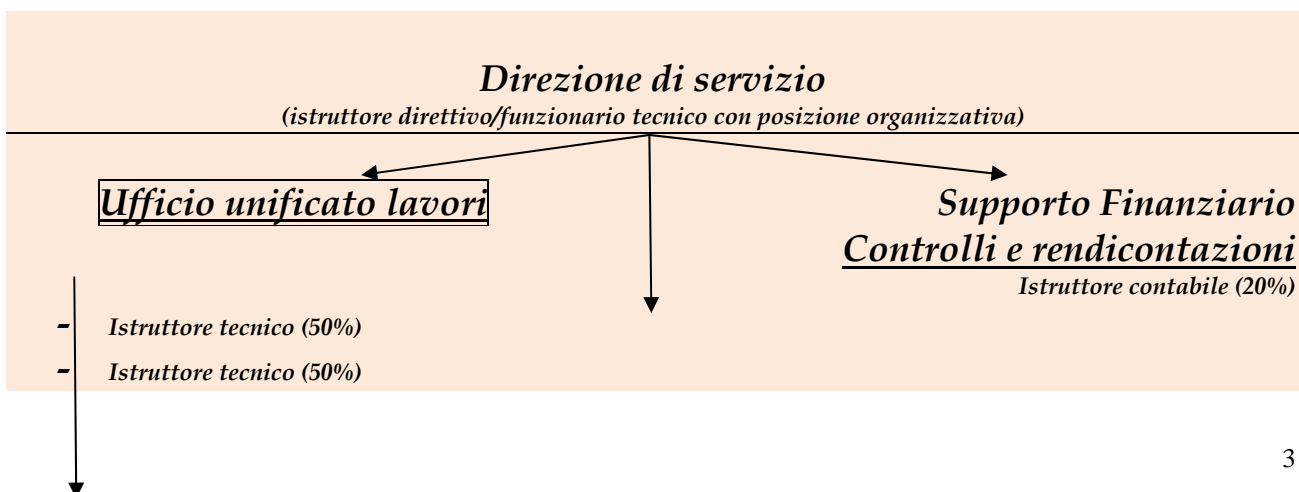 Direzione di servizio
(istruttore direttivo/funzionario tecnico con posizione organizzativa)
Ufficio unificato lavori
Supporto Finanziario
Controlli e rendicontazioni
Istruttore contabile (20%)
- Istruttore tecnico (50%)
- Istruttore tecnico (50%)
3